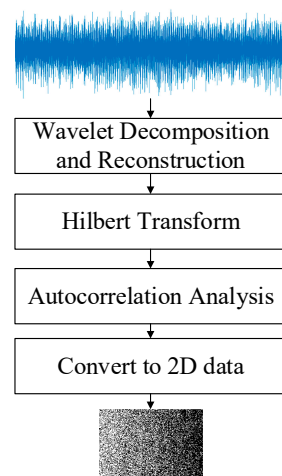 Wavelet Decomposition
and Reconstruction
Hilbert Transform
Autocorrelation Analysis
Convert to 2D data